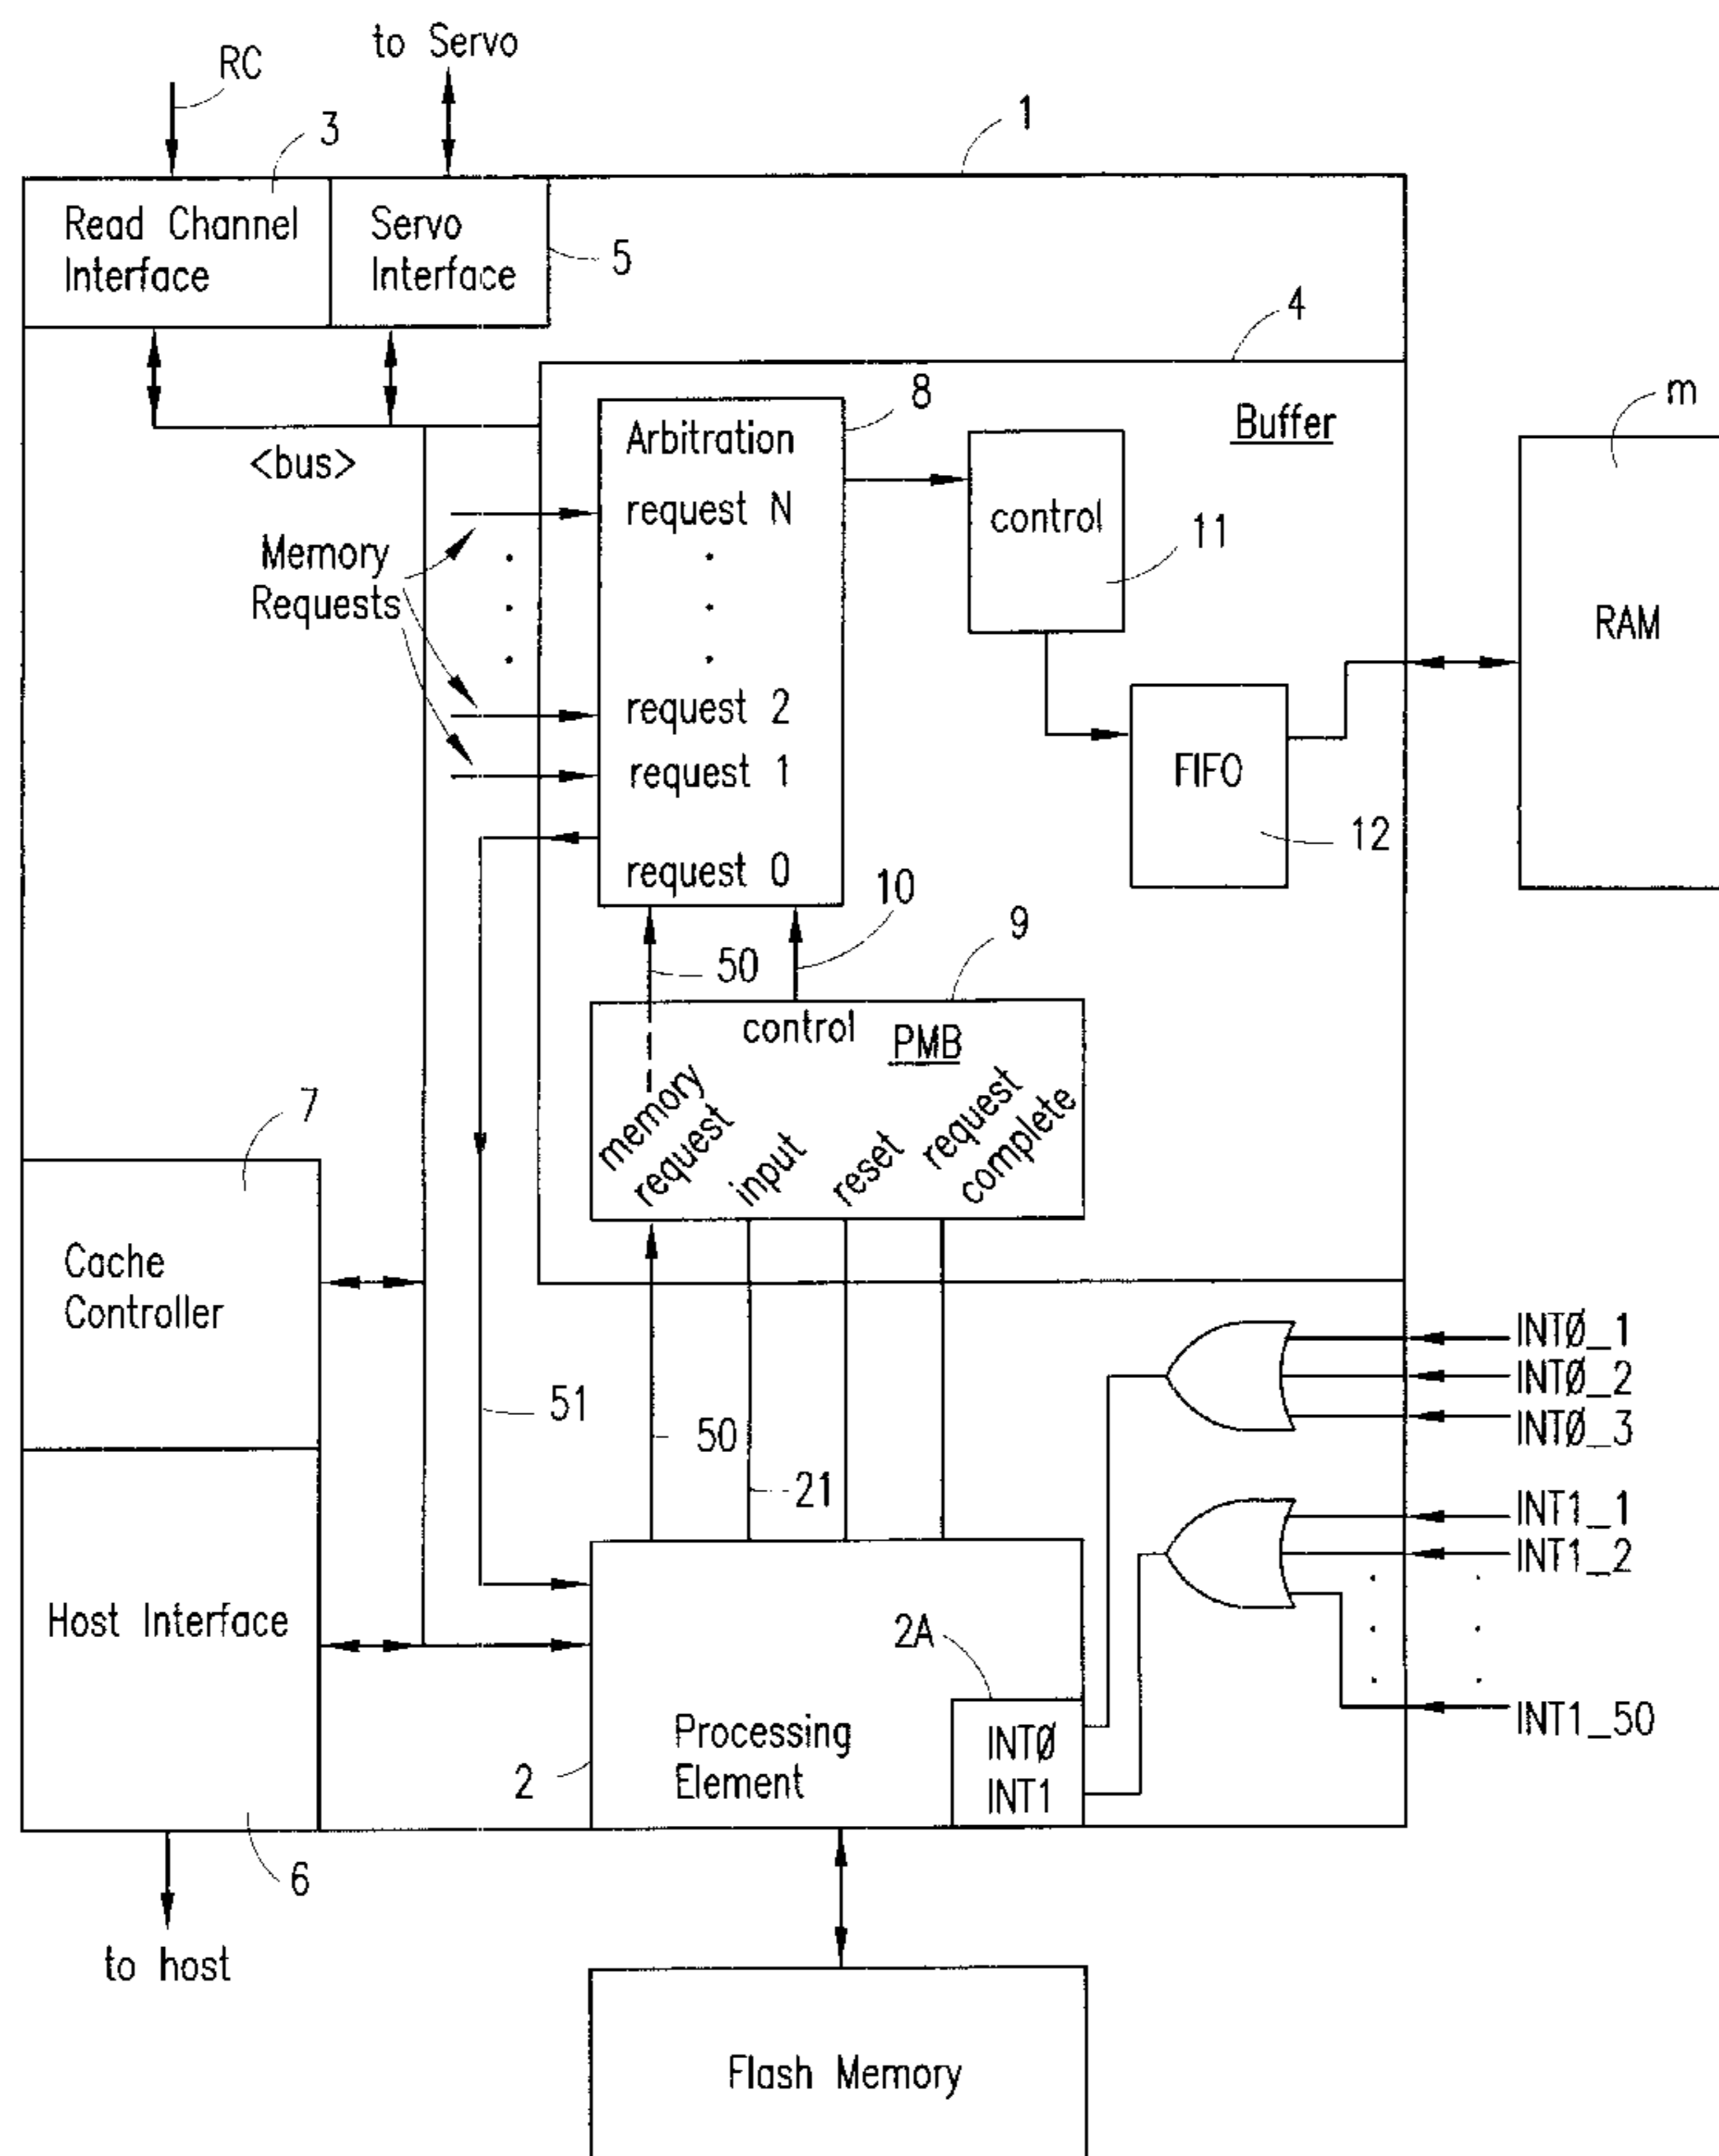 to Servo
RC
3
1
Read Channel
Interface
Servo
Interface
5
4
8
m
Arbitration
Buffer
<bus>
request N
control
11
Memory
Requests
RAM
request 2
request 1
FIFO
12
request 0
10
9
50
control
PMB
memory
request
input
reset
request
complete
7
Cache
Controller
INTØ_1
INTØ_2
INTØ_3
51
50
21
INT1_1
INT1_2
Host Interface
2A
INT1_50
Processing
Element
INTØ
INT1
2
6
to host
Flash Memory